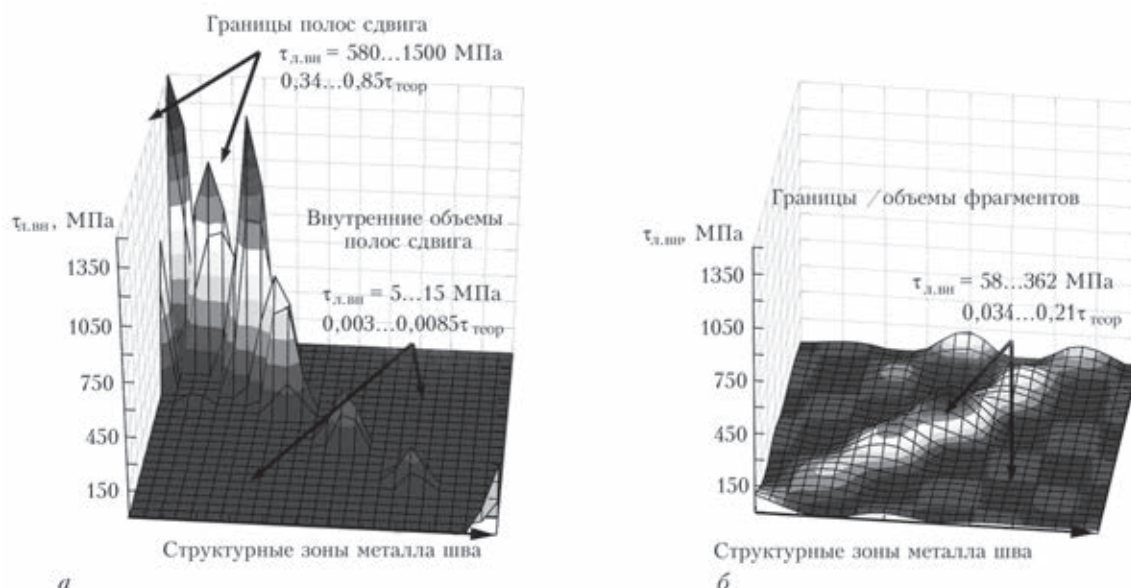 Границы полос сдвига
τл.вн = 580...1500 МПа
0,34...0,85τтеор
Внутренние объемы
полос сдвига
τл.вн = 5...15 МПа
0,003...0,0085τтеор
τл.вн, МПа
1350
1050
750
450
150
Структурные зоны металла шва
а
Границы /объемы фрагментов
τл.вн = 58...362 МПа
0,034...0,21τтеор
τл.вн, МПа
1350
1050
750
450
150
Структурные зоны металла шва
б